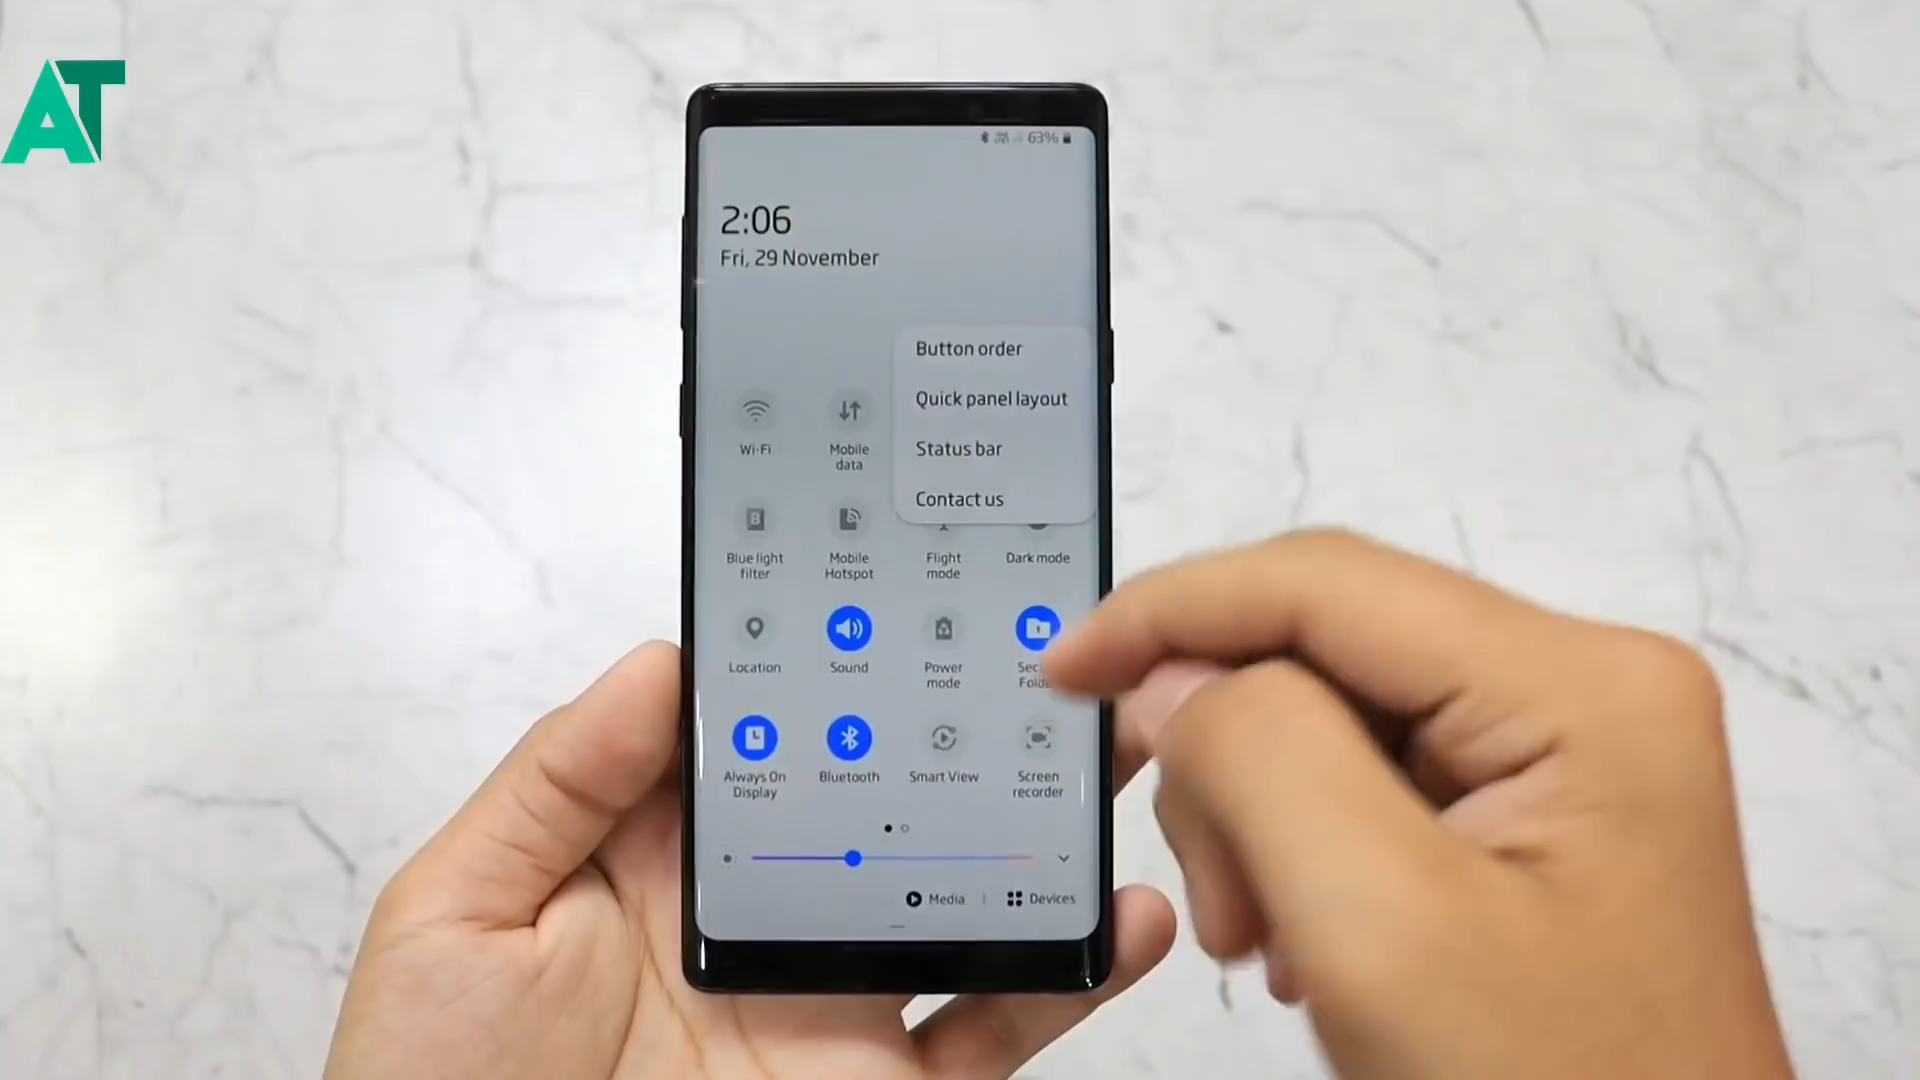 AT
63%
2:06
Fri, 29 November
Button order
Quick panel layout
Status bar
Contact us
Wi-Fi
Mobile
data
Blue light
filter
Mobile
Hotspot
Flight
mode
Dark mode
Location
Sound
Power
mode
Always On
Display
Bluetooth
Smart View
Screen
recorder
Media
Devices